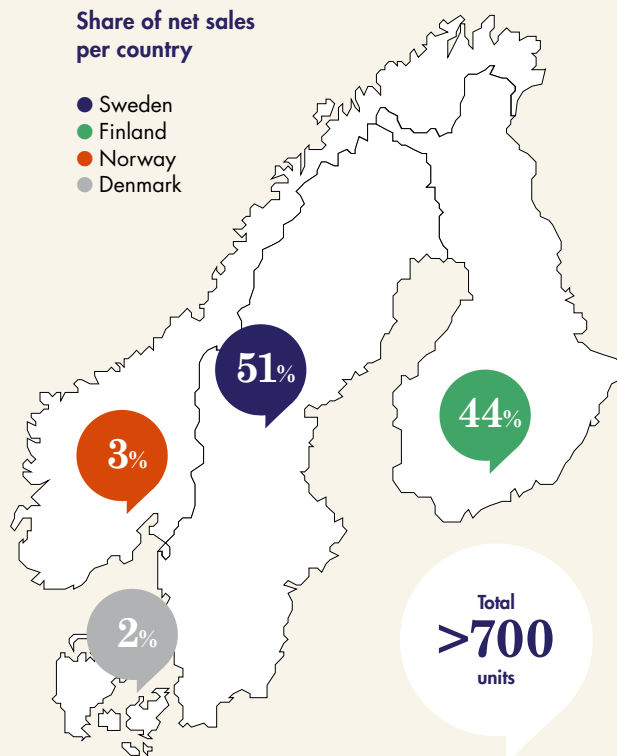 Share of net sales
per country
Sweden
Finland
Norway
Denmark
51%
44%
3%
2%
Total
>700
units